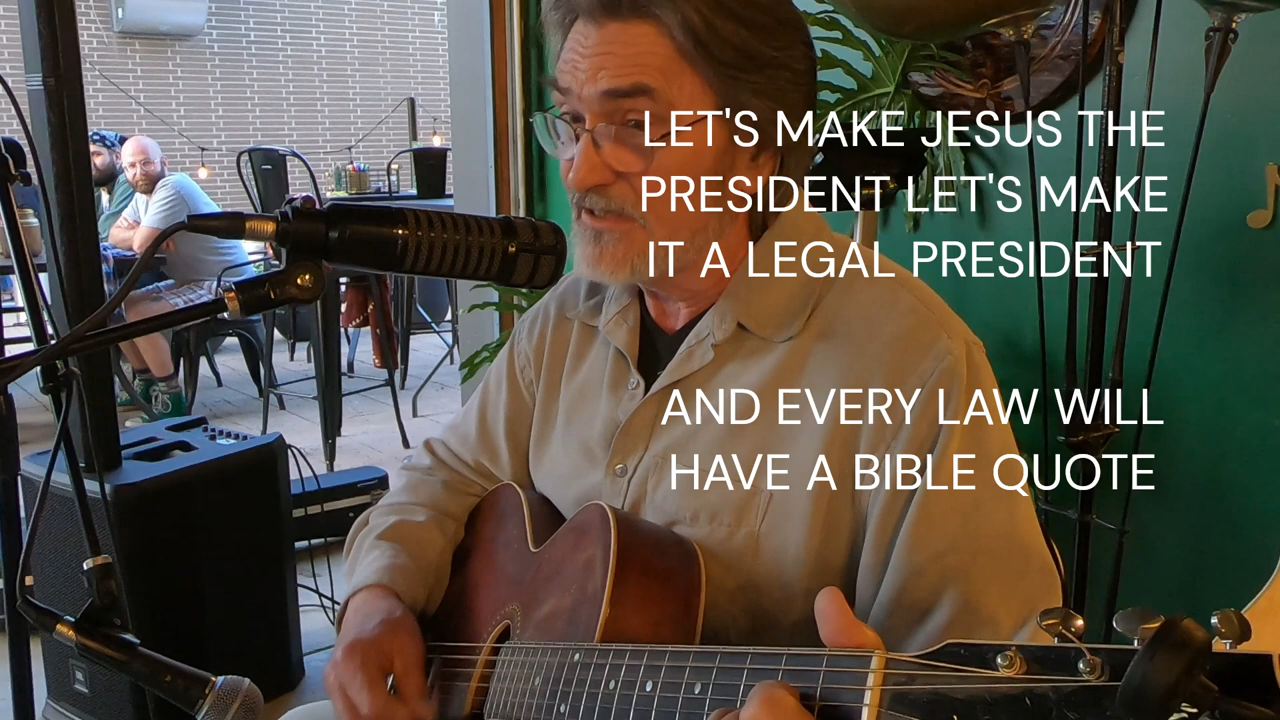 LET'S MAKE JESUS THE
PRESIDENT LET'S MAKE
IT A LEGAL PRESIDENT
AND EVERY LAW WILL
HAVE A BIBLE QUOTE